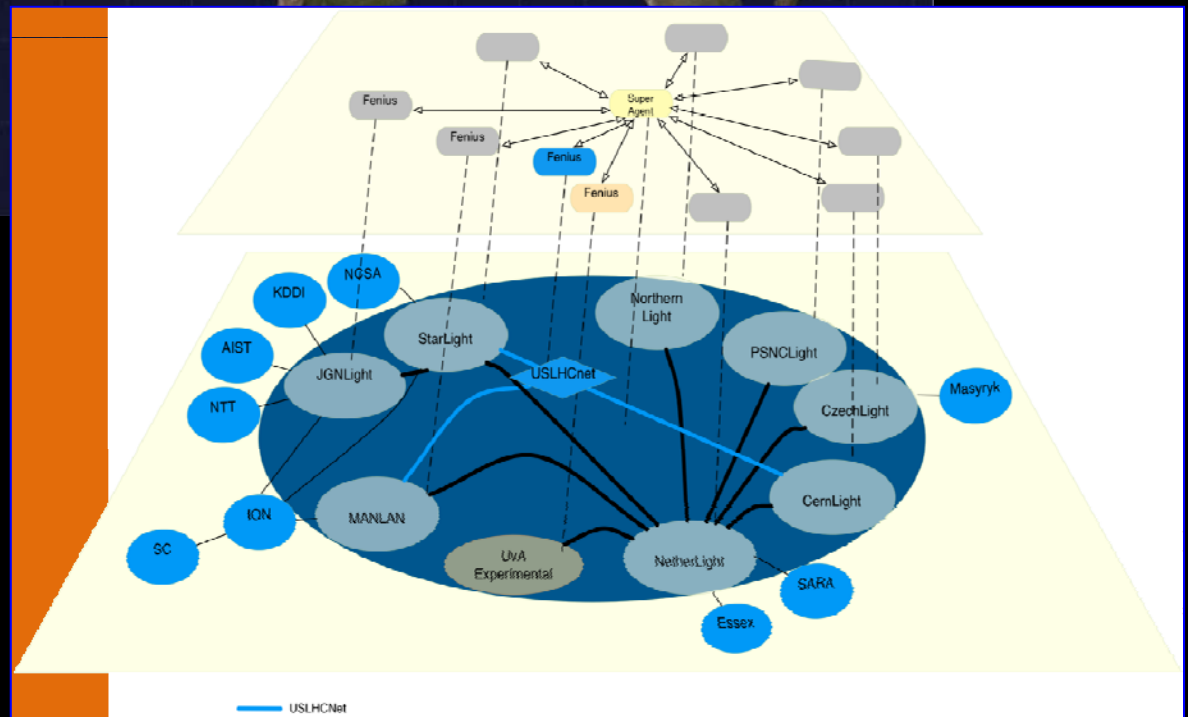 Super
Agent
Fenius
Fenius
Fenius
Fenius
NCSA
KDDI
Northern
Light
StarLight
AIST
PSNCLight
JGNLight
USLHCnet
Masyryk
NTT
CzechLight
CernLight
ION
MANLAN
SC
UvA
Experimental
NetherLight
SARA
Essex
USLHCNet